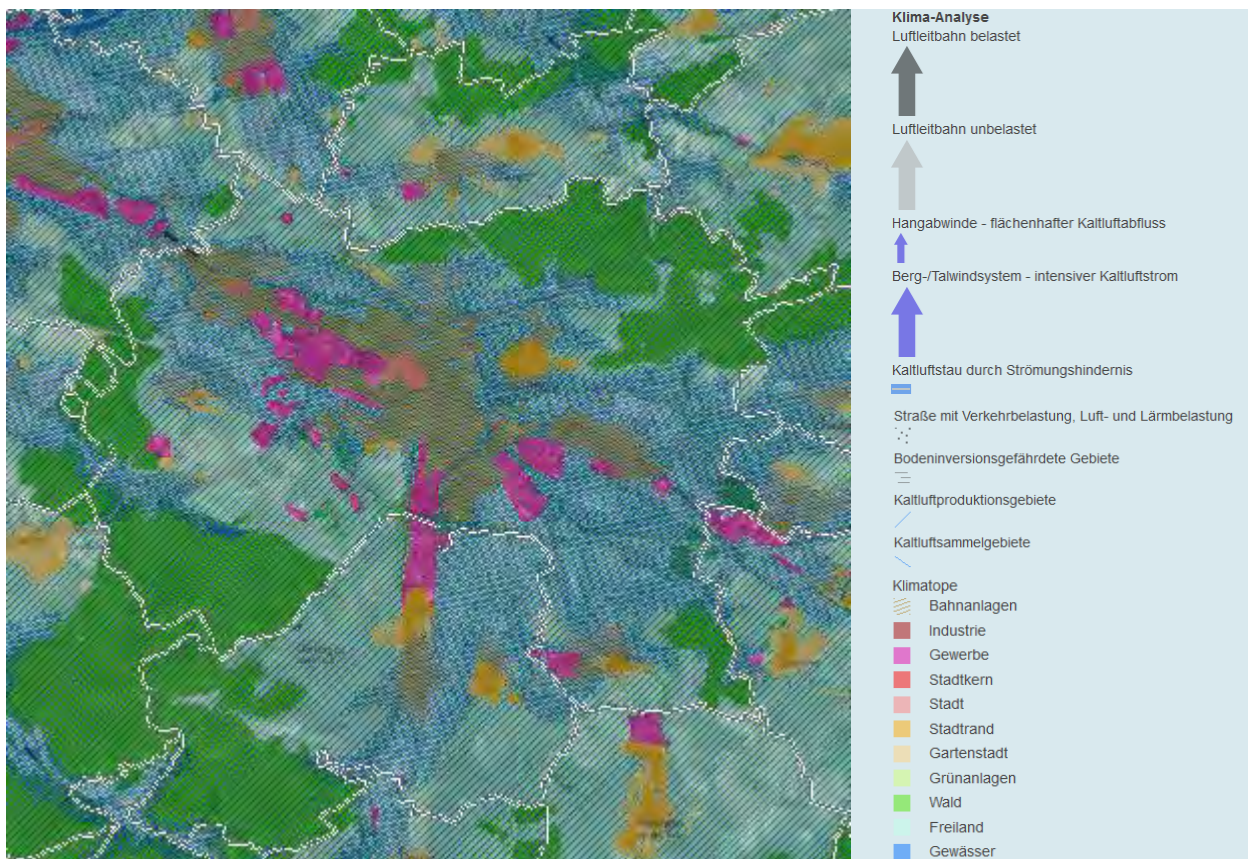 Klima-Analyse
Luftleitbahn belastet
Luftleitbahn unbelastet
Hangabwinde - flächenhafter Kaltluftabfluss
Berg-/Talwindsystem - intensiver Kaltluftstrom
Kaltluftstau durch Strömungshindernis
Straße mit Verkehrbelastung, Luft- und Lärmbelastung
Bodeninversionsgefährdete Gebiete
Kaltluftproduktionsgebiete
Kaltluftsammelgebiete
Klimatope
Bahnanlagen
Industrie
Gewerbe
Stadtkern
Stadt
Stadtrand
Gartenstadt
Grünanlagen
Wald
Freiland
Gewässer